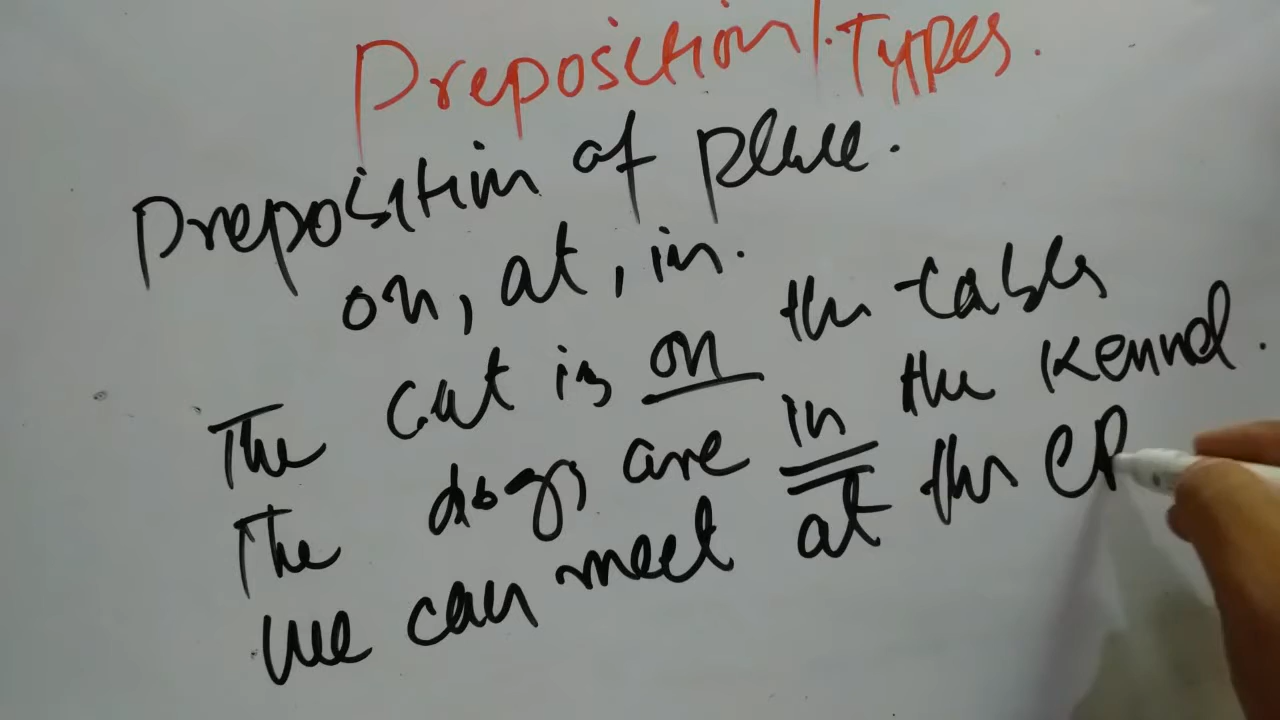 Preposition/.Types.
Preposition of place.
on, at, in.
The cat is on the table
The dogs are in the Kennel.
We can meet at the